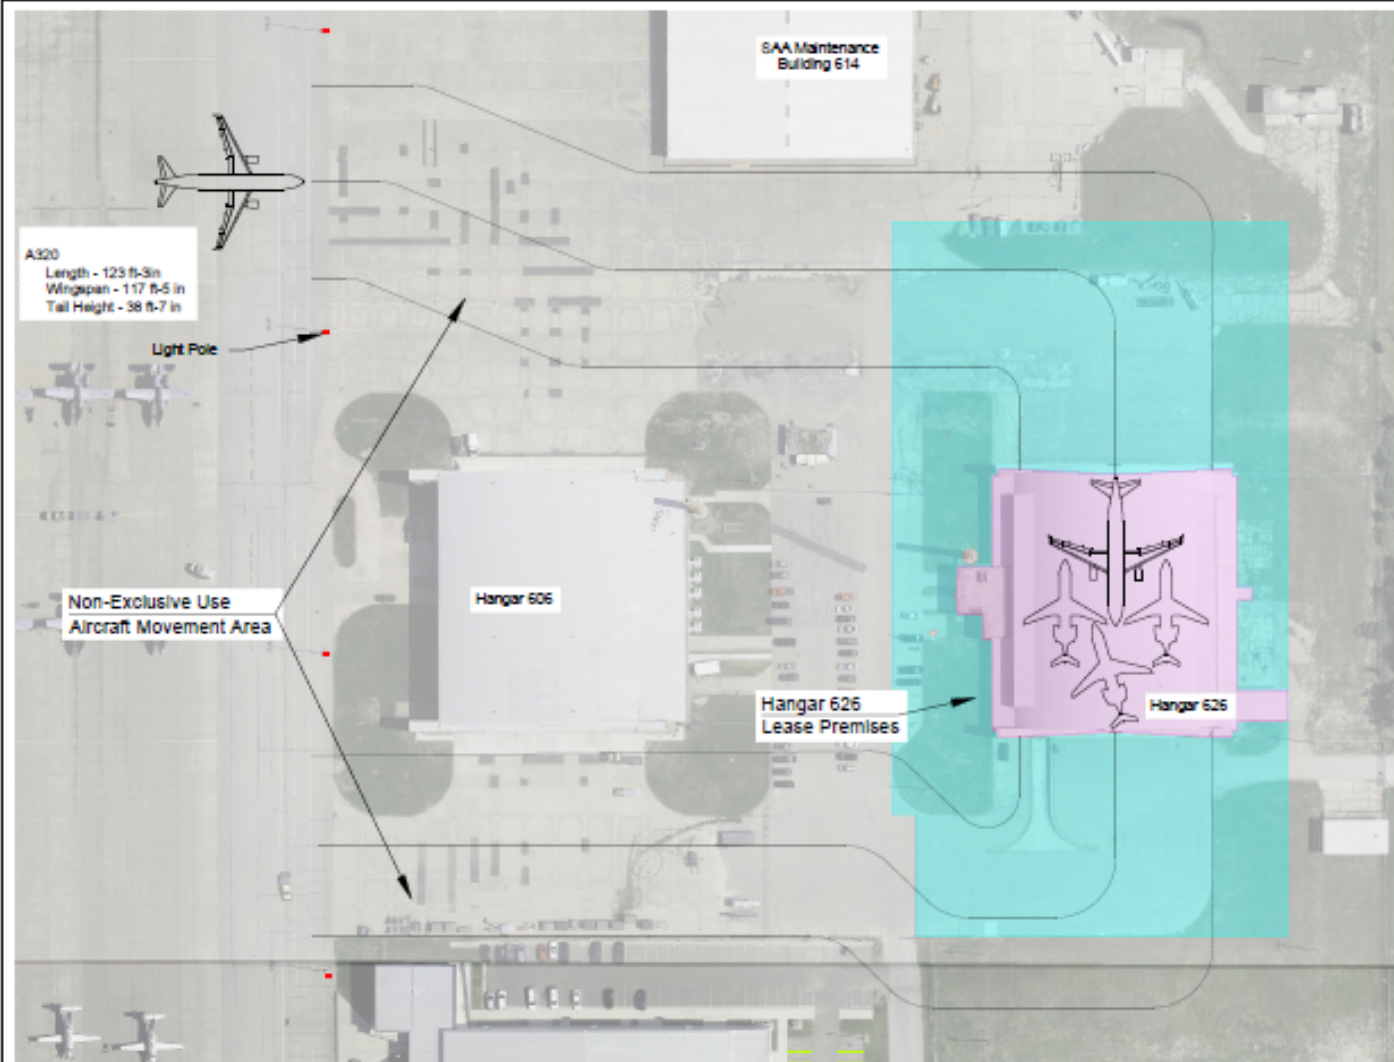 SAA Maintenance
Building 614
A320
Length - 123 ft-3in
Wingspan - 117 ft-5 in
Tail Height - 38 ft-7 in
Light Pole
Non-Exclusive Use
Aircraft Movement Area
Hangar 606
Hangar 626
Lease Premises
Hangar 626